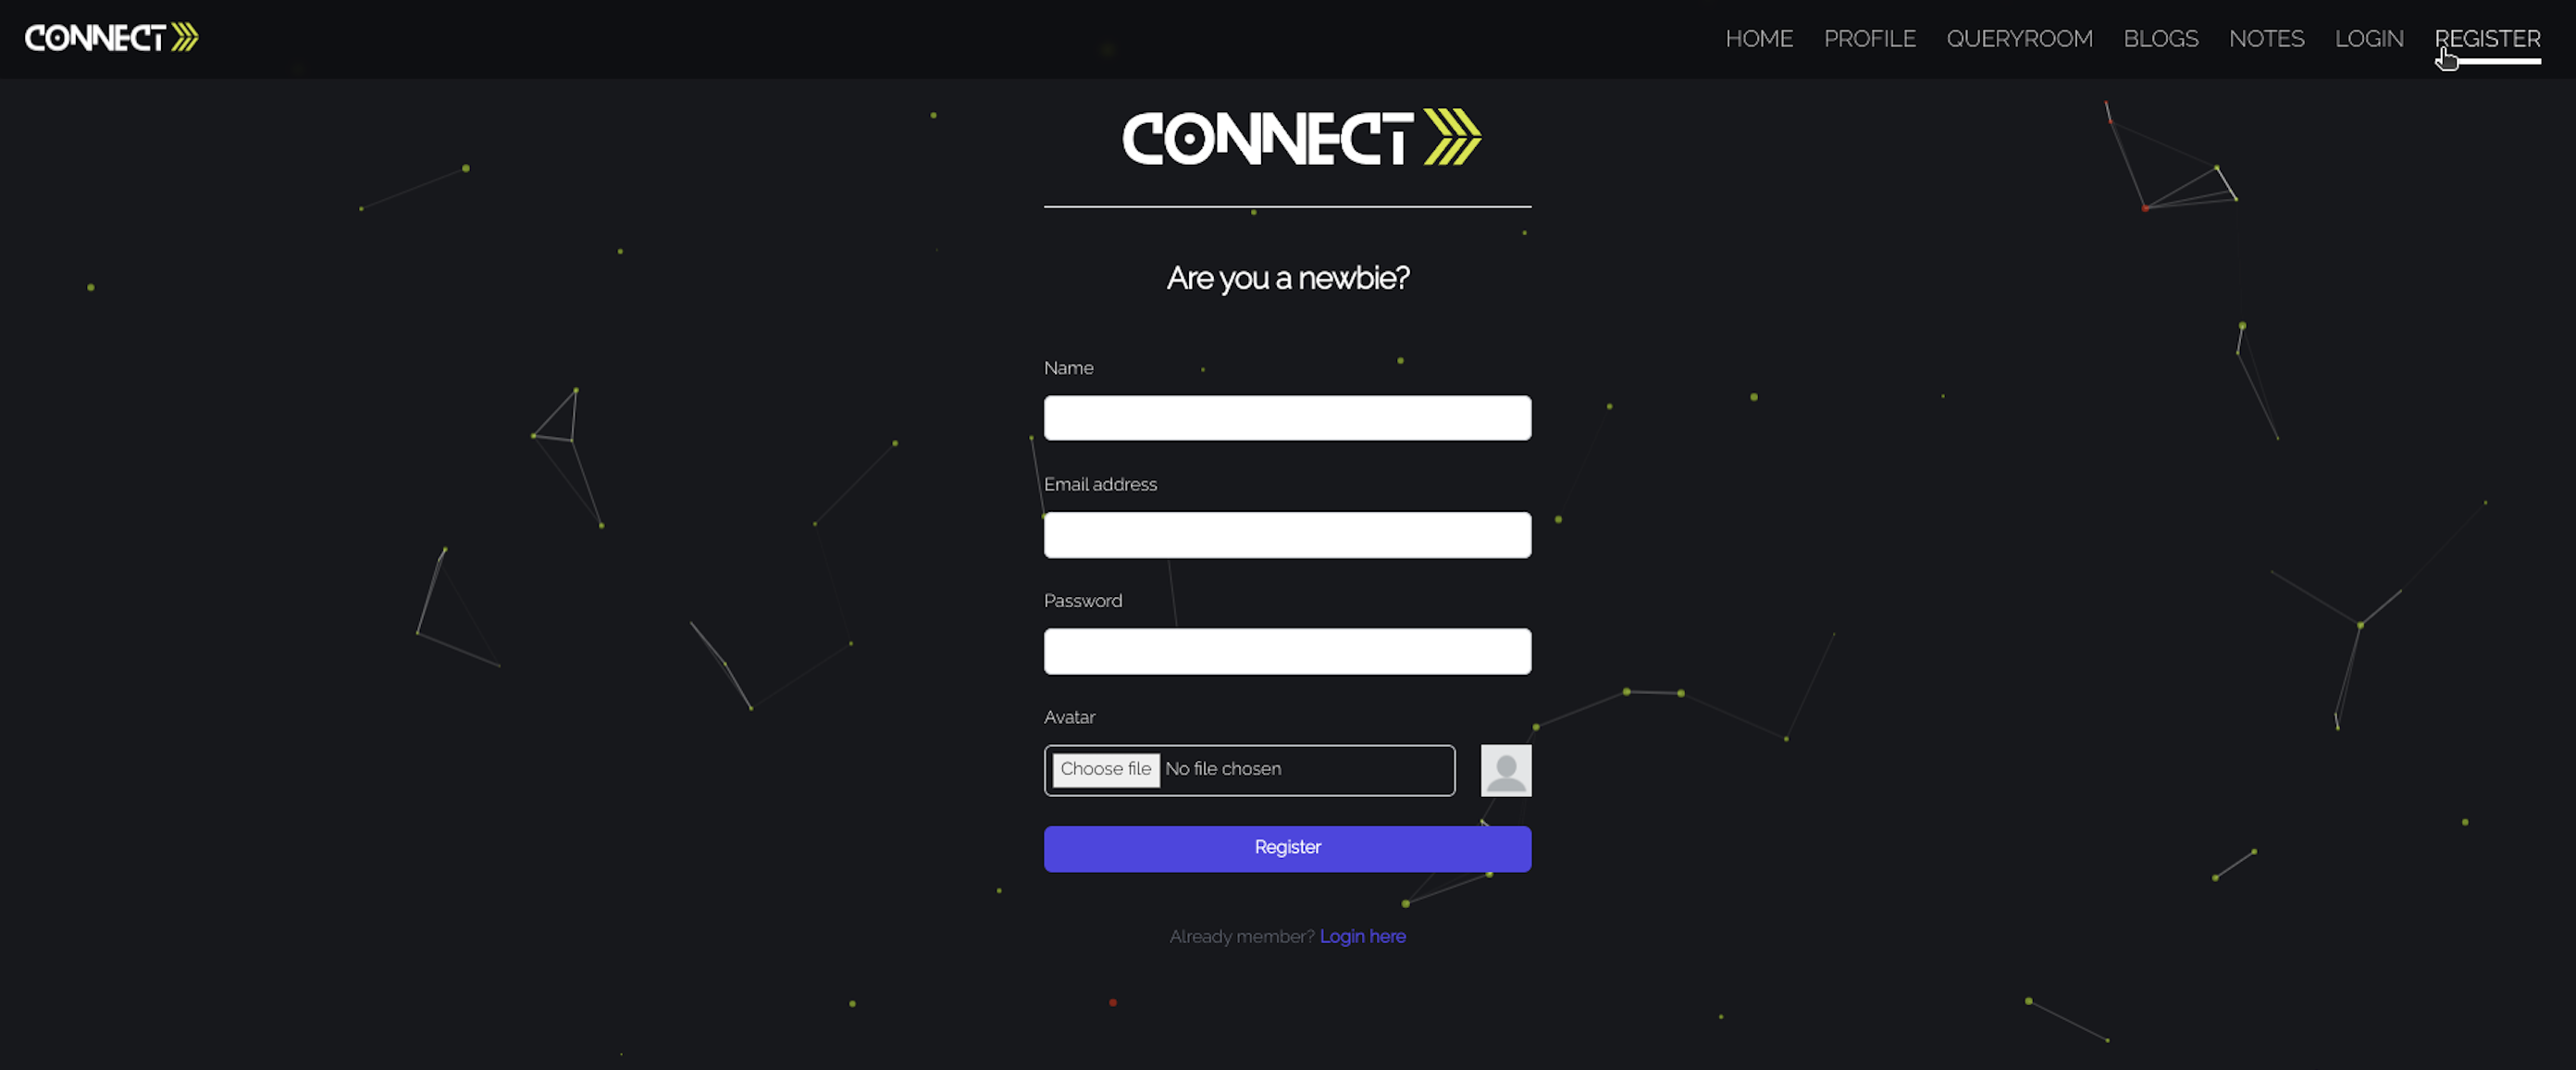 CONNECT
HOME PROFILE QUERYROOM BLOGS NOTES LOGIN REGISTER
CONNECT
Are you a newbie?
Name
Email address
Password
Avatar
Choose file No file chosen
Register
Already member? Login here